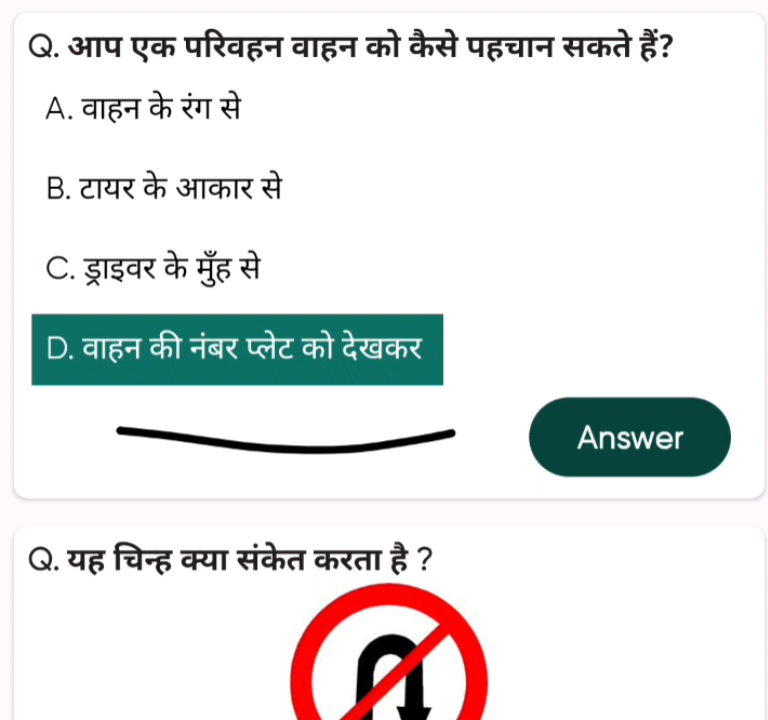 Q. आप एक परिवहन वाहन को कैसे पहचान सकते हैं?
A. वाहन के रंग से
B. टायर के आकार से
C. ड्राइवर के मुँह से
D. वाहन की नंबर प्लेट को देखकर
Answer
Q. यह चिन्ह क्या संकेत करता है ?